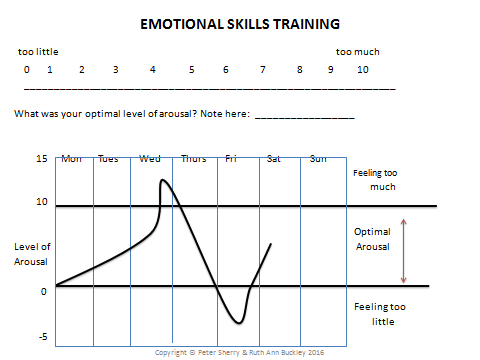 EMOTIONAL SKILLS TRAINING
too little too much
0 1 2 3 4 5 6 7 8 9 10
What was your optimal level of arousal? Note here: _________________
15 Mon Tues Wed Thurs Fri Sat Sun
Feeling too
much
10
Optimal
Arousal
Level of
Arousal
0
Feeling too
little
-5
Copyright © Peter Sherry & Ruth Ann Buckley 2016